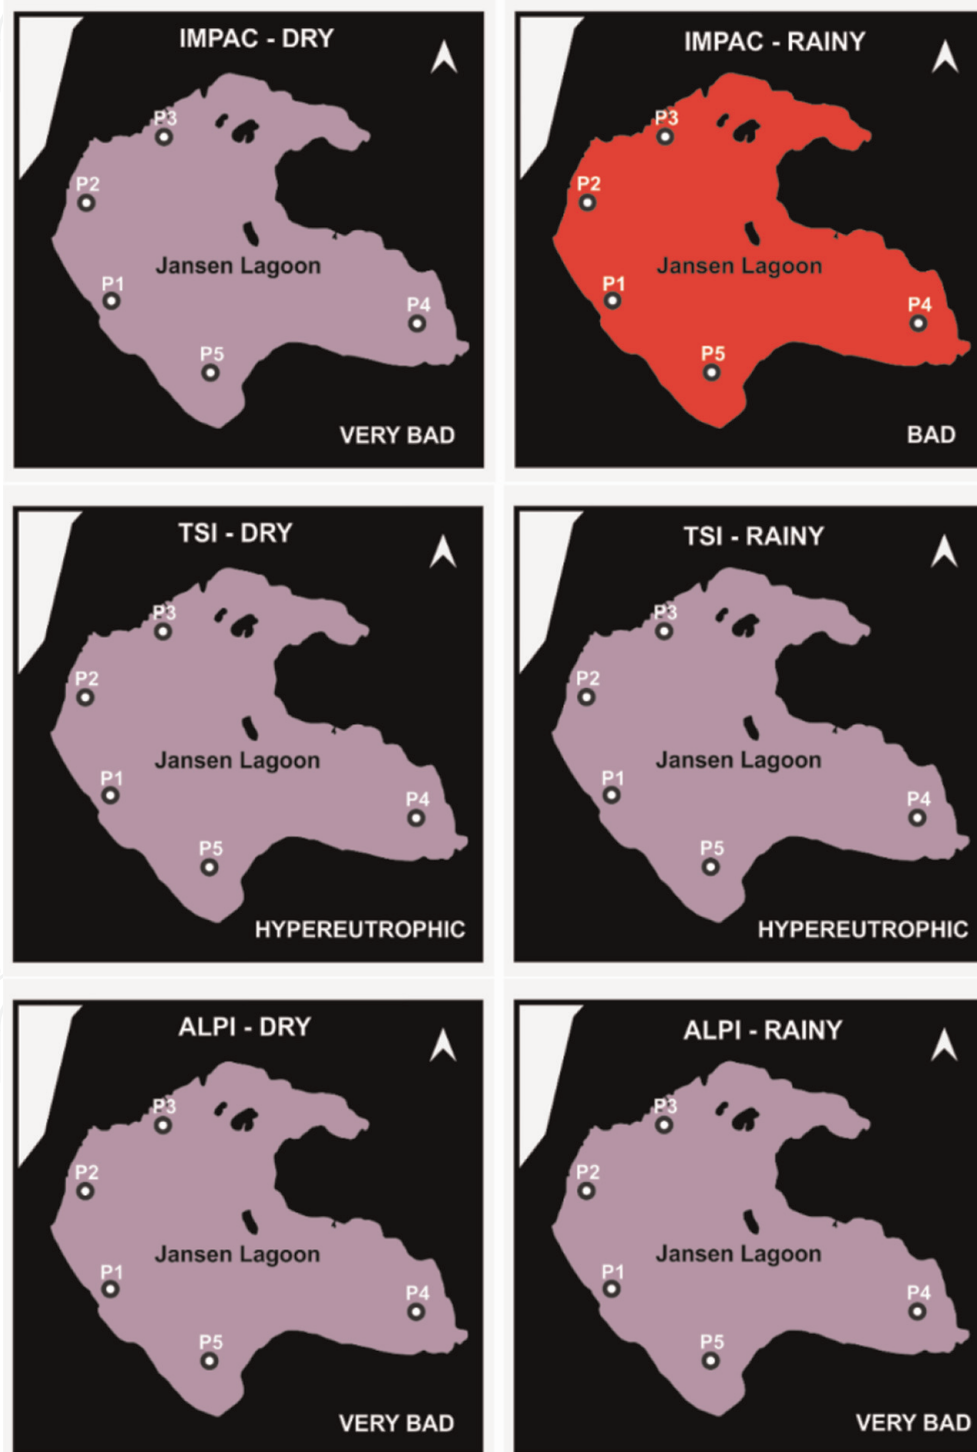 IMPAC - DRY
P3
P2
Jansen Lagoon
P1
P4
P5
VERY BAD
IMPAC - RAINY
P3
P2
Jansen Lagoon
P1
P4
P5
BAD
TSI - DRY
P3
P2
Jansen Lagoon
P1
P4
P5
HYPEREUTROPHIC
TSI - RAINY
P3
P2
Jansen Lagoon
P1
P4
P5
HYPEREUTROPHIC
ALPI - DRY
P3
P2
Jansen Lagoon
P1
P4
P5
VERY BAD
ALPI - RAINY
P3
P2
Jansen Lagoon
P1
P4
P5
VERY BAD